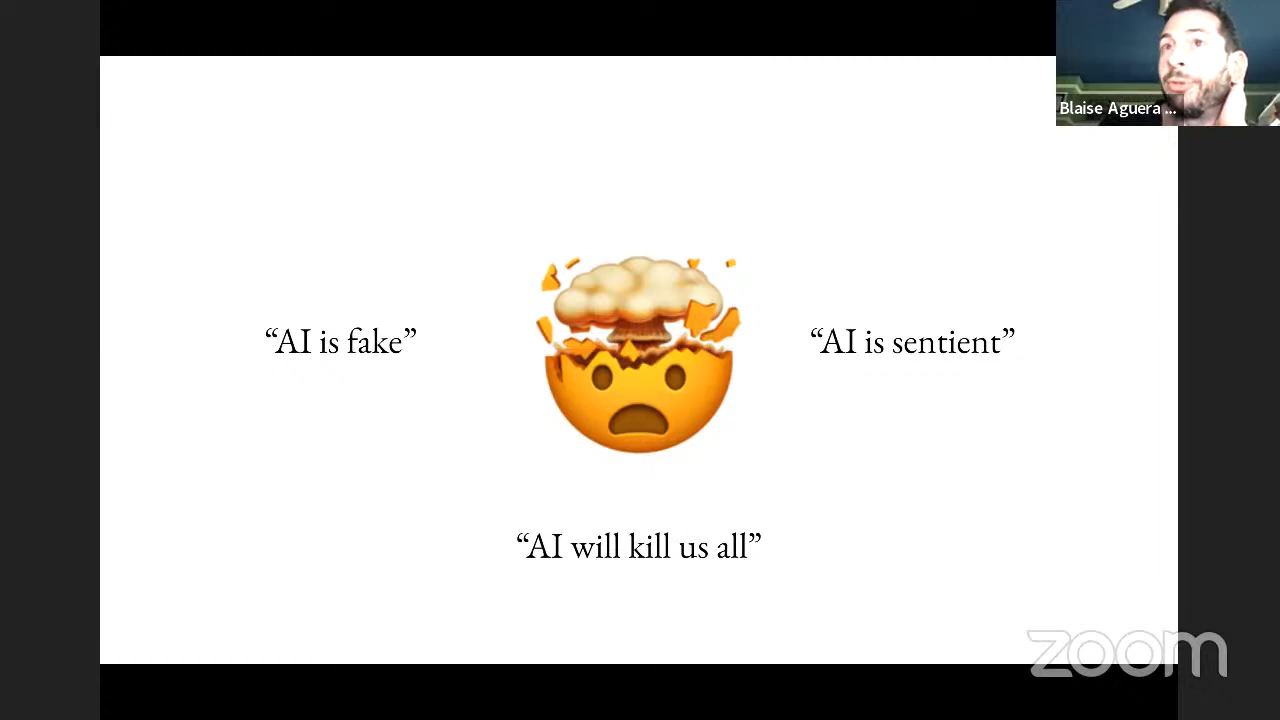 Blaise Aguera ...
“AI is fake”
“AI is sentient”
“AI will kill us all”
zoom